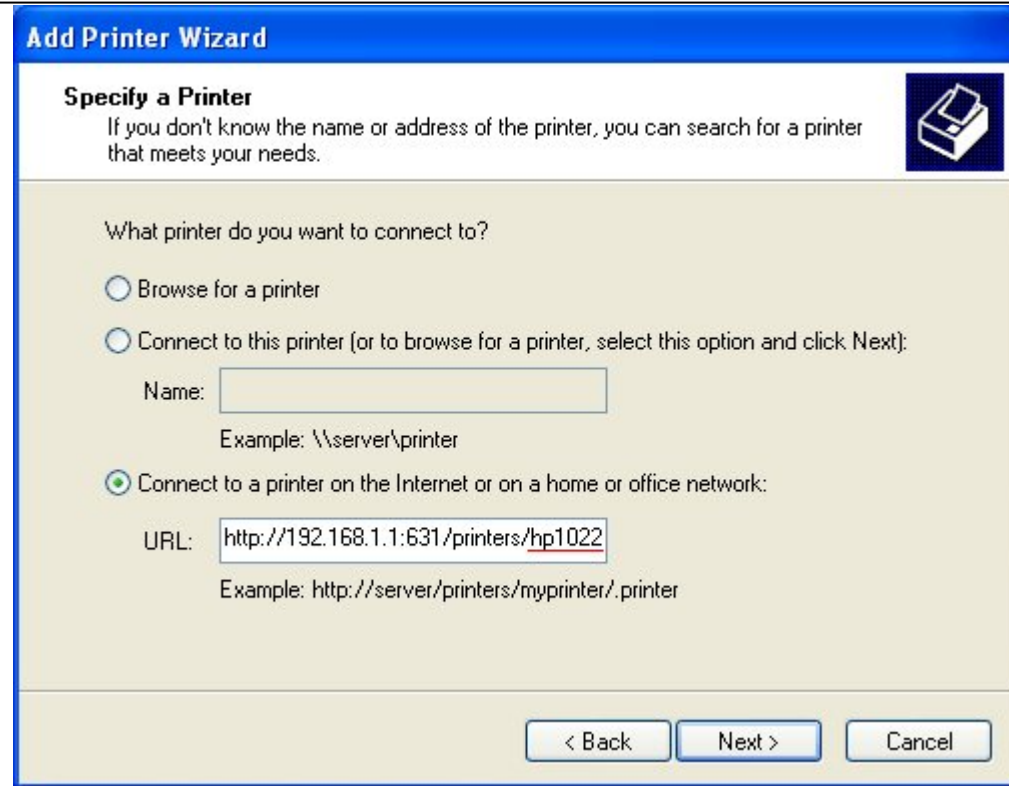 Add Printer Wizard
Specify a Printer
If you don't know the name or address of the printer, you can search for a printer
that meets your needs.
What printer do you want to connect to?
Browse for a printer
Connect to this printer (or to browse for a printer, select this option and click Next):
Name:
Example: \\server\printer
Connect to a printer on the Internet or on a home or office network:
URL: http://192.168.1.1:631/printers/hp1022
Example: http://server/printers/myprinter/.printer
< Back Next > Cancel